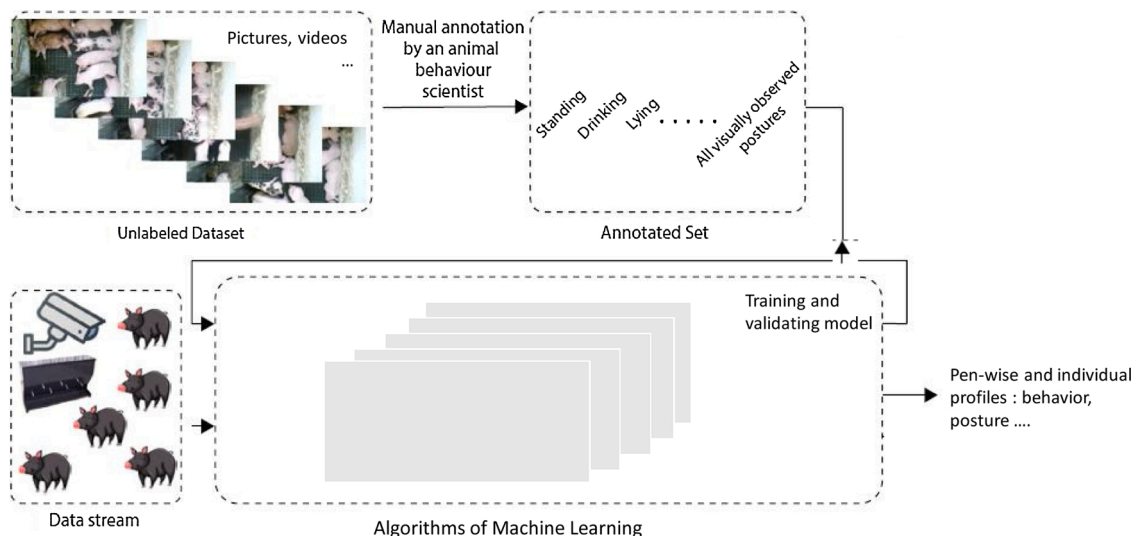 Pictures, videos
...
Manual annotation
by an animal
behaviour
scientist
Standing
Drinking
Lying
......
All visually observed
postures
Unlabeled Dataset
Annotated Set
Training and
validating model
Pen-wise and individual
profiles : behavior,
posture ....
Data stream
Algorithms of Machine Learning